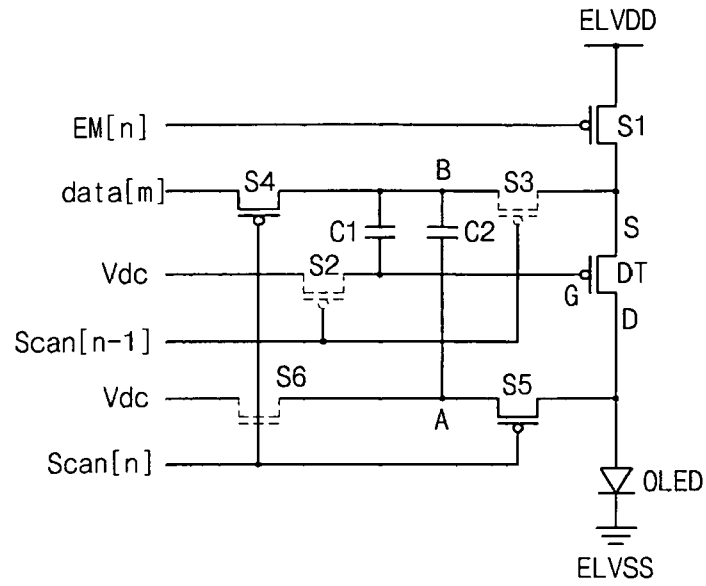 ELVDD
EM[n]
S1
data[m]
S4
B
S3
C1
C2
S
Vdc
S2
G
DT
D
Scan[n-1]
S6
Vdc
S5
A
Scan[n]
OLED
ELVSS